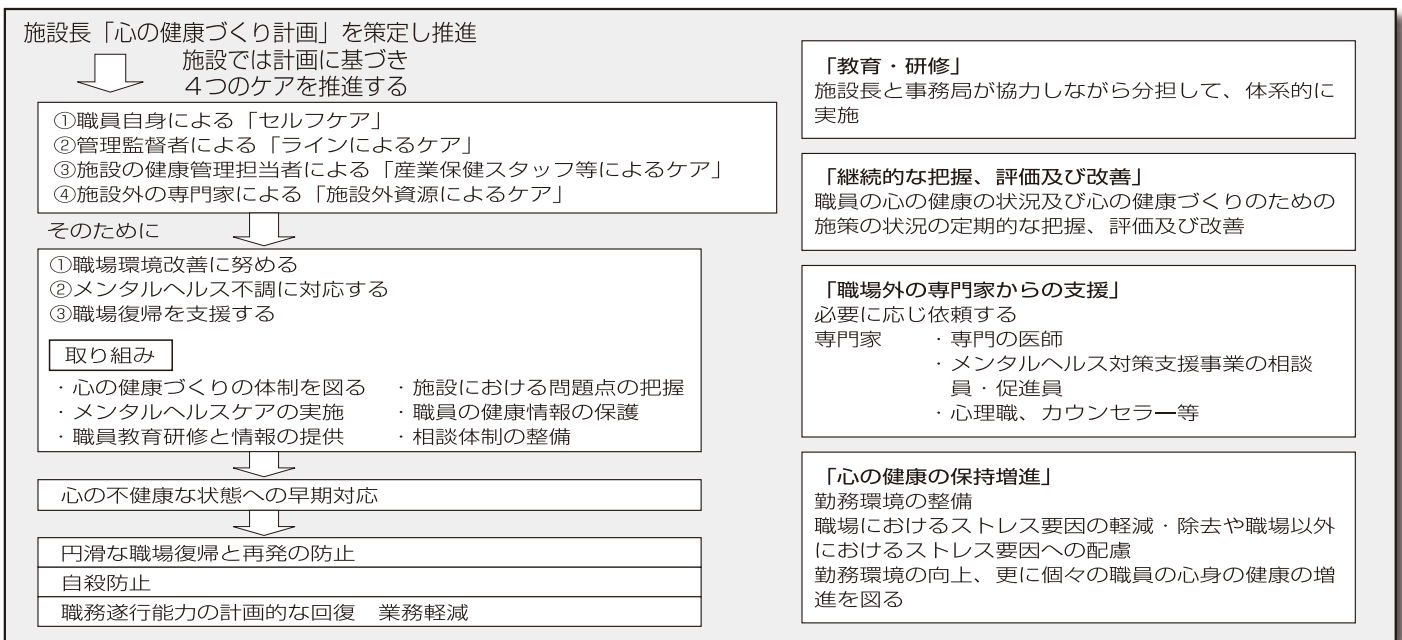 施設長「心の健康づくり計画」を策定し推進
施設では計画に基づき
4つのケアを推進する
①職員自身による「セルフケア」
②管理監督者による「ラインによるケア」
③施設の健康管理担当者による「産業保健スタッフ等によるケア」
④施設外の専門家による「施設外資源によるケア」
そのために
①職場環境改善に努める
②メンタルヘルス不調に対応する
③職場復帰を支援する
取り組み
・心の健康づくりの体制を図る ・施設における問題点の把握
・メンタルヘルスケアの実施 ・職員の健康情報の保護
・職員教育研修と情報の提供 ・相談体制の整備
心の不健康な状態への早期対応
円滑な職場復帰と再発の防止
自殺防止
職務遂行能力の計画的な回復 業務軽減
「教育・研修」
施設長と事務局が協力しながら分担して、体系的に
実施
「継続的な把握、評価及び改善」
職員の心の健康の状況及び心の健康づくりのための
施策の状況の定期的な把握、評価及び改善
「職場外の専門家からの支援」
必要に応じ依頼する
専門家 ・専門の医師
・メンタルヘルス対策支援事業の相談
員・促進員
・心理職、カウンセラー等
「心の健康の保持増進」
勤務環境の整備
職場におけるストレス要因の軽減・除去や職場以外
におけるストレス要因への配慮
勤務環境の向上、更に個々の職員の心身の健康の増
進を図る